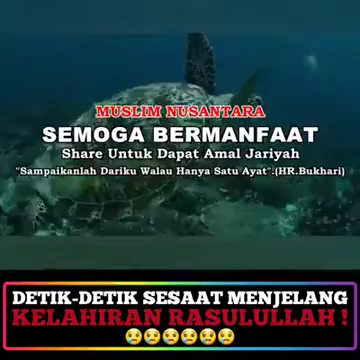 MUSLIM NUSANTARA
SEMOGA BERMANFAAT
Share Untuk Dapat Amal Jariyah
"Sampaikanlah Dariku Walau Hanya Satu Ayat".(HR.Bukhari)
DETIK-DETIK SESAAT MENJELANG
KELAHIRAN RASULULLAH !
😢😢😢😢😢😢